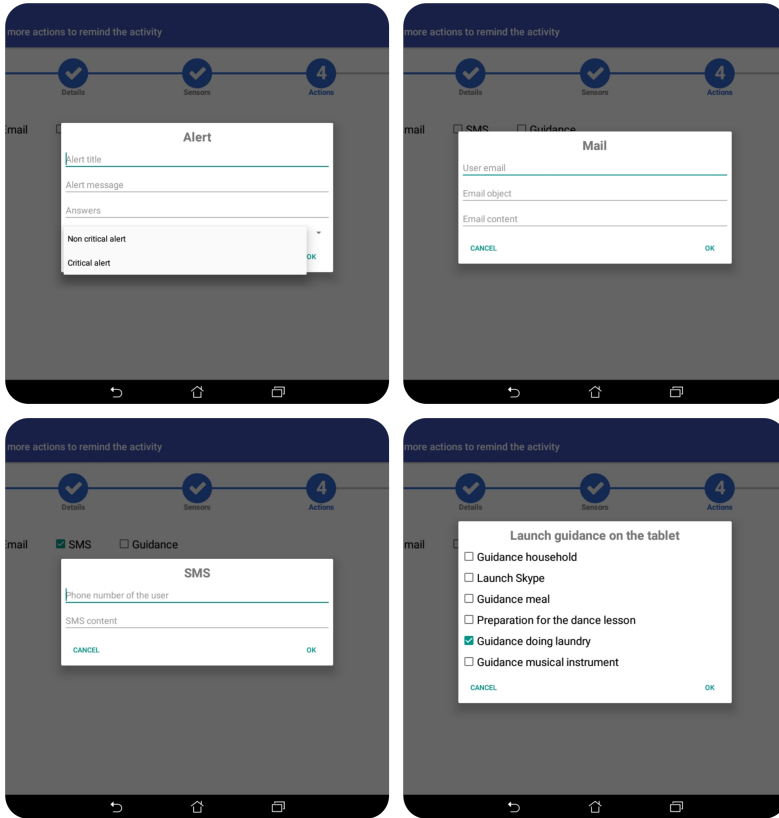 more actions to remind the activity
4
Details Sensors Actions
Email
Alert
Alert title
Alert message
Answers
Non critical alert
Critical alert
OK
more actions to remind the activity
4
Details Sensors Actions
mail SMS Guidance
Mail
User email
Email object
Email content
CANCEL OK
more actions to remind the activity
4
Details Sensors Actions
Email SMS Guidance
SMS
Phone number of the user
SMS content
CANCEL OK
more actions to remind the activity
4
Details Sensors Actions
mail
Launch guidance on the tablet
Guidance household
Launch Skype
Guidance meal
Preparation for the dance lesson
Guidance doing laundry
Guidance musical instrument
CANCEL OK